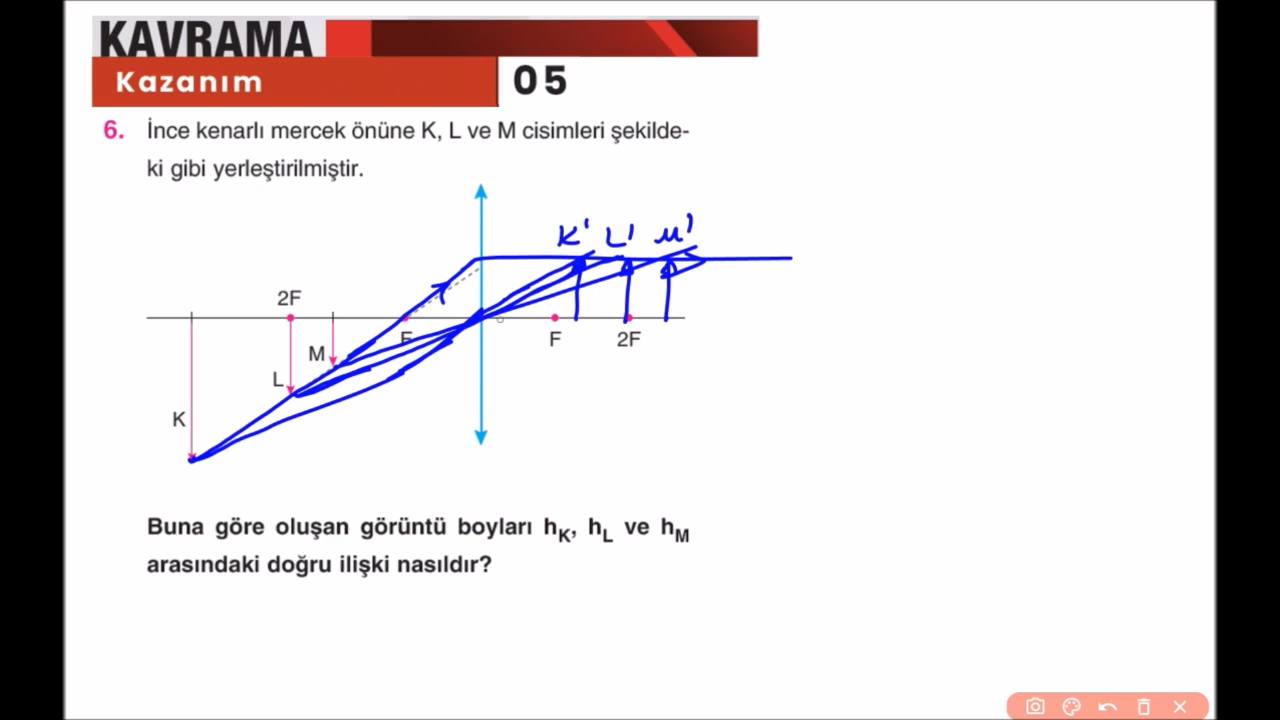 KAVRAMA
Kazanım 05
6. İnce kenarlı mercek önüne K, L ve M cisimleri şekilde-
ki gibi yerleştirilmiştir.
K' L' M'
2F
F F 2F
M
L
K
Buna göre oluşan görüntü boyları hK, hL ve hM
arasındaki doğru ilişki nasıldır?